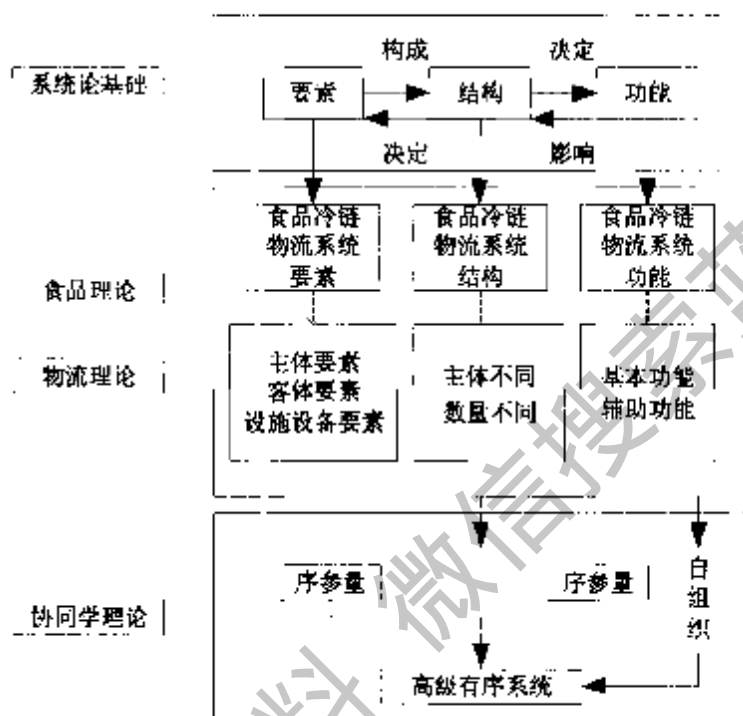 构成 决定
系统论基础 要素 结构 功能
决定 影响
食品冷链 食品冷链 食品冷链
物流系统 物流系统 物流系统
要素 结构 功能
食品理论
物流理论
主体要素
客体要素
设施设备要素
主体不同
数量不同
基本功能
辅助功能
序参量 序参量
自
组
织
协同学理论
高级有序系统
料 微信搜索